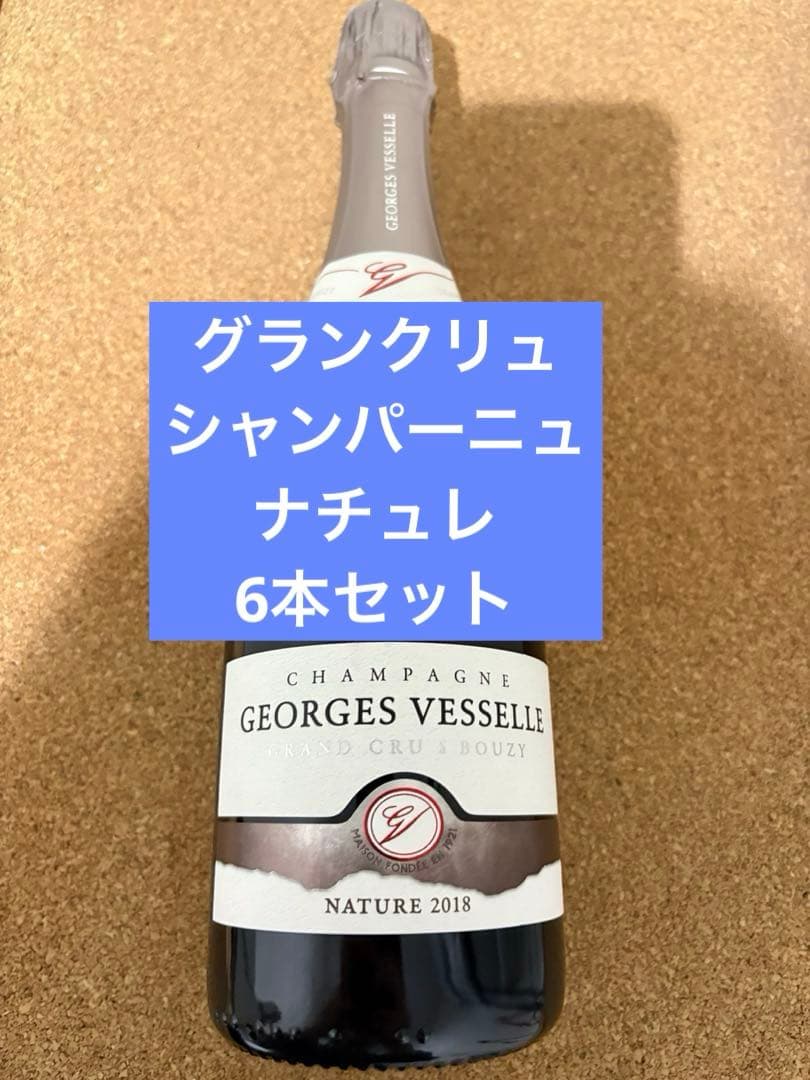 GEORGES VESSELLE
GV
グランクリュ
シャンパーニュ
ナチュレ
6本セット
CHAMPAGNE
GEORGES VESSELLE
GRAND CRU À BOUZY
GV
MAISON FONDÉE EN 1921
NATURE 2018